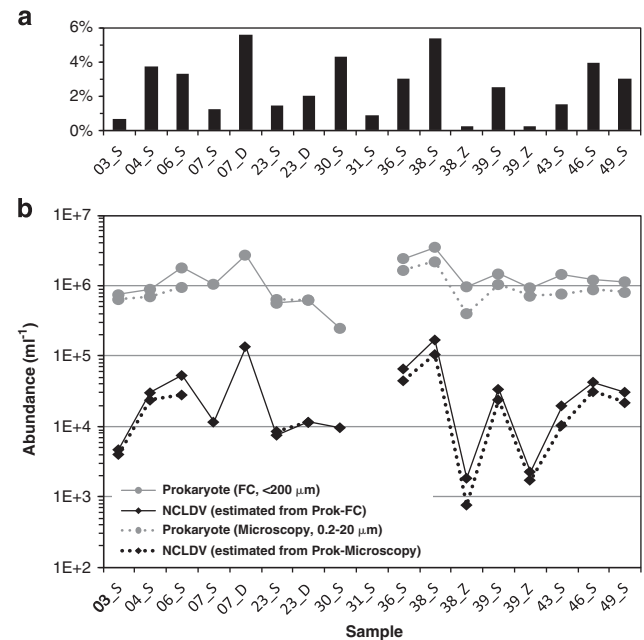 a
6%
4%
2%
0%
03_S 04_S 06_S 07_S 07_D 23_S 23_D 30_S 31_S 36_S 38_S 38_Z 39_S 39_Z 43_S 46_S 49_S
b
1E+7
1E+6
1E+5
1E+4
1E+3
1E+2
Abundance (ml⁻¹)
Prokaryote (FC, <200 μm)
NCLDV (estimated from Prok-FC)
Prokaryote (Microscopy, 0.2-20 μm)
NCLDV (estimated from Prok-Microscopy)
03_S 04_S 06_S 07_S 07_D 23_S 23_D 30_S 31_S 36_S 38_S 38_Z 39_S 39_Z 43_S 46_S 49_S
Sample